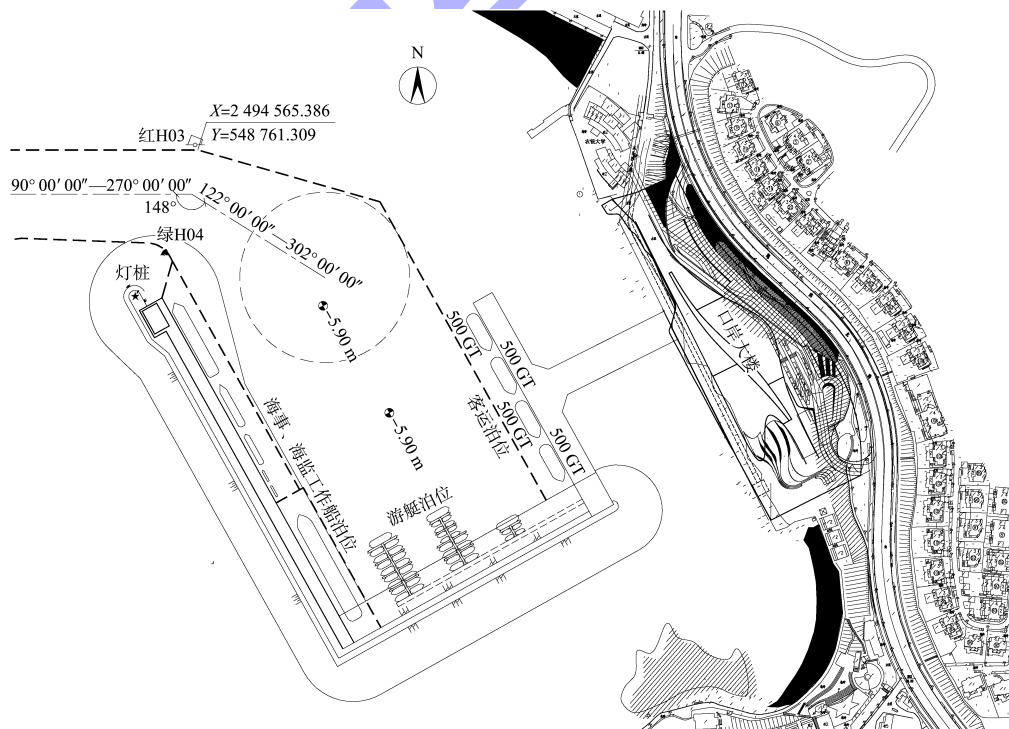 N
X=2 494 565.386
红H03
Y=548 761.309
90° 00′ 00″—270° 00′ 00″
122° 00′ 00″—302° 00′ 00″
148°
绿H04
灯桩
-5.90 m
500 GT
500 GT
口岸大楼
客运泊位
500 GT
500 GT
海事、海监工作船泊位
-5.90 m
游艇泊位